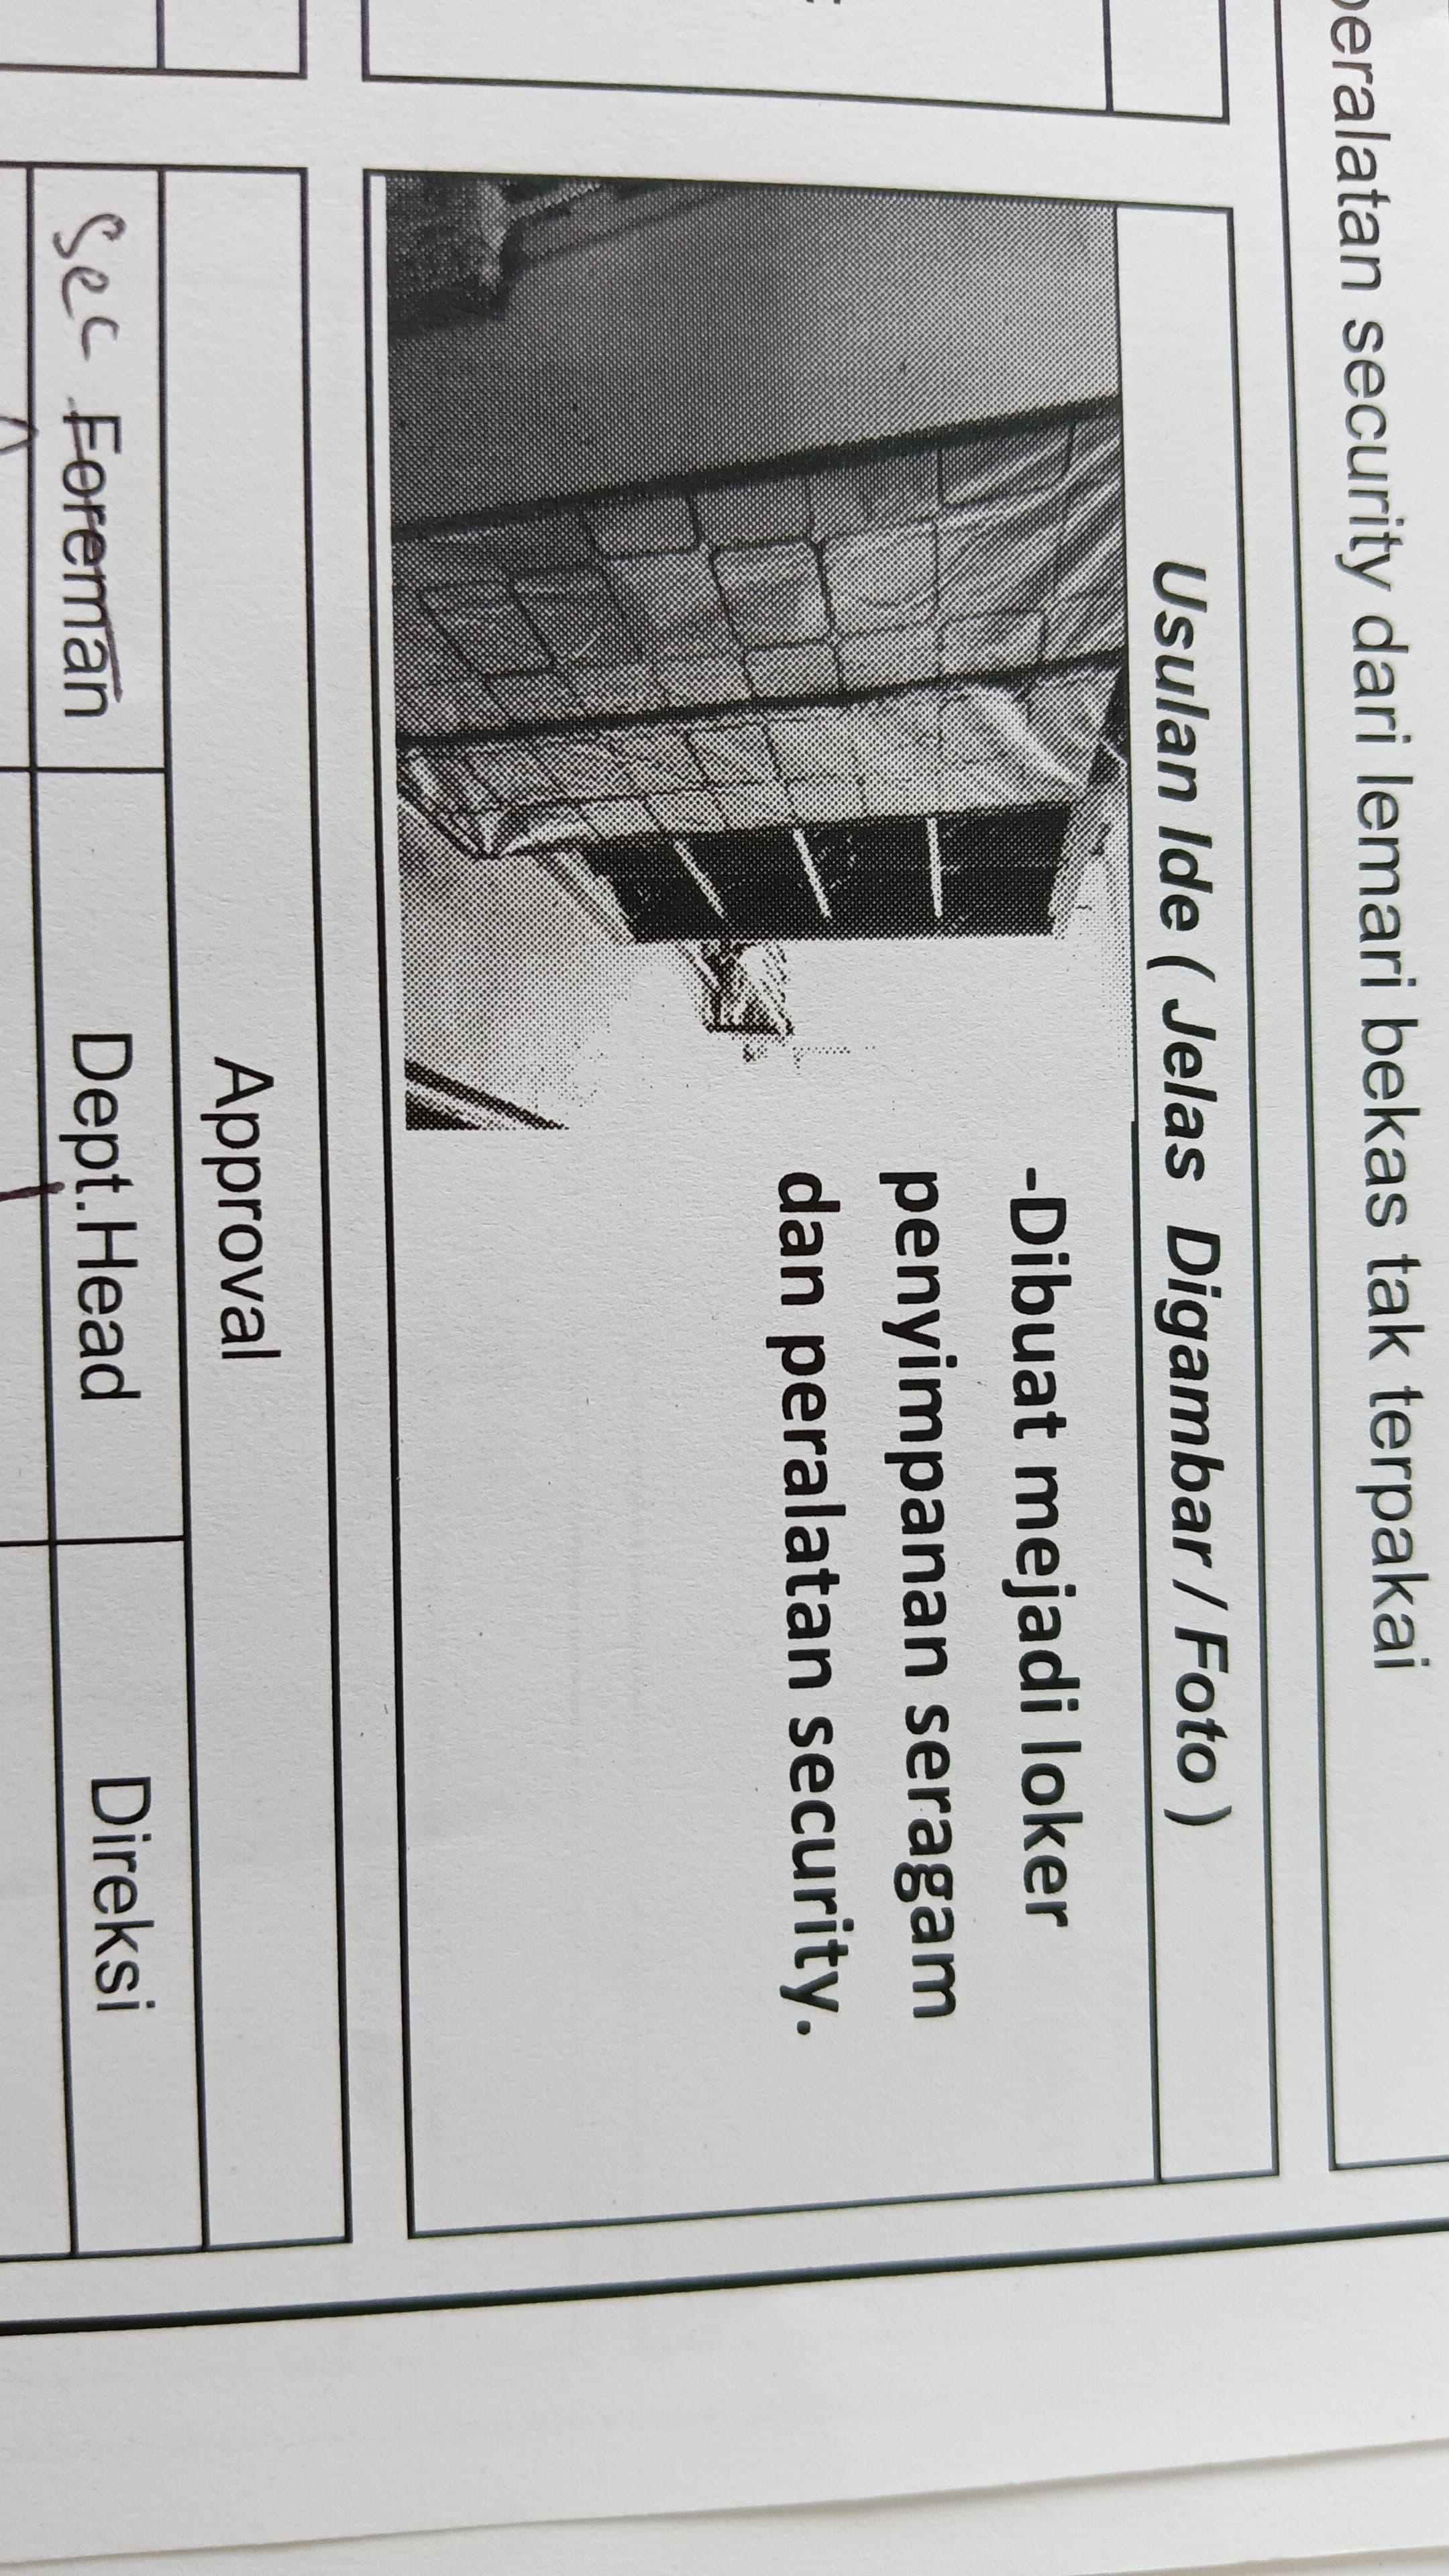 peralatan security dari lemari bekas tak terpakai
Usulan Ide ( Jelas Digambar / Foto )
-Dibuat mejadi loker
penyimpanan seragam
dan peralatan security.
Approval
Sec Foreman
Dept.Head
Direksi